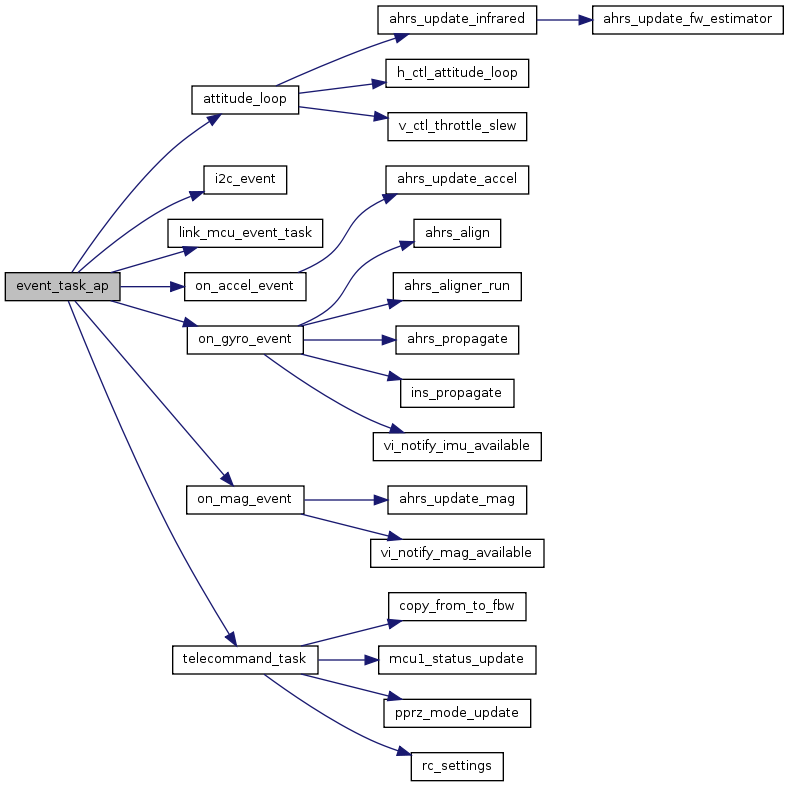 ahrs_update_infrared
ahrs_update_fw_estimator
h_ctl_attitude_loop
attitude_loop
v_ctl_throttle_slew
i2c_event
ahrs_update_accel
link_mcu_event_task
ahrs_align
event_task_ap
on_accel_event
ahrs_aligner_run
on_gyro_event
ahrs_propagate
ins_propagate
vi_notify_imu_available
on_mag_event
ahrs_update_mag
vi_notify_mag_available
copy_from_to_fbw
telecommand_task
mcu1_status_update
pprz_mode_update
rc_settings